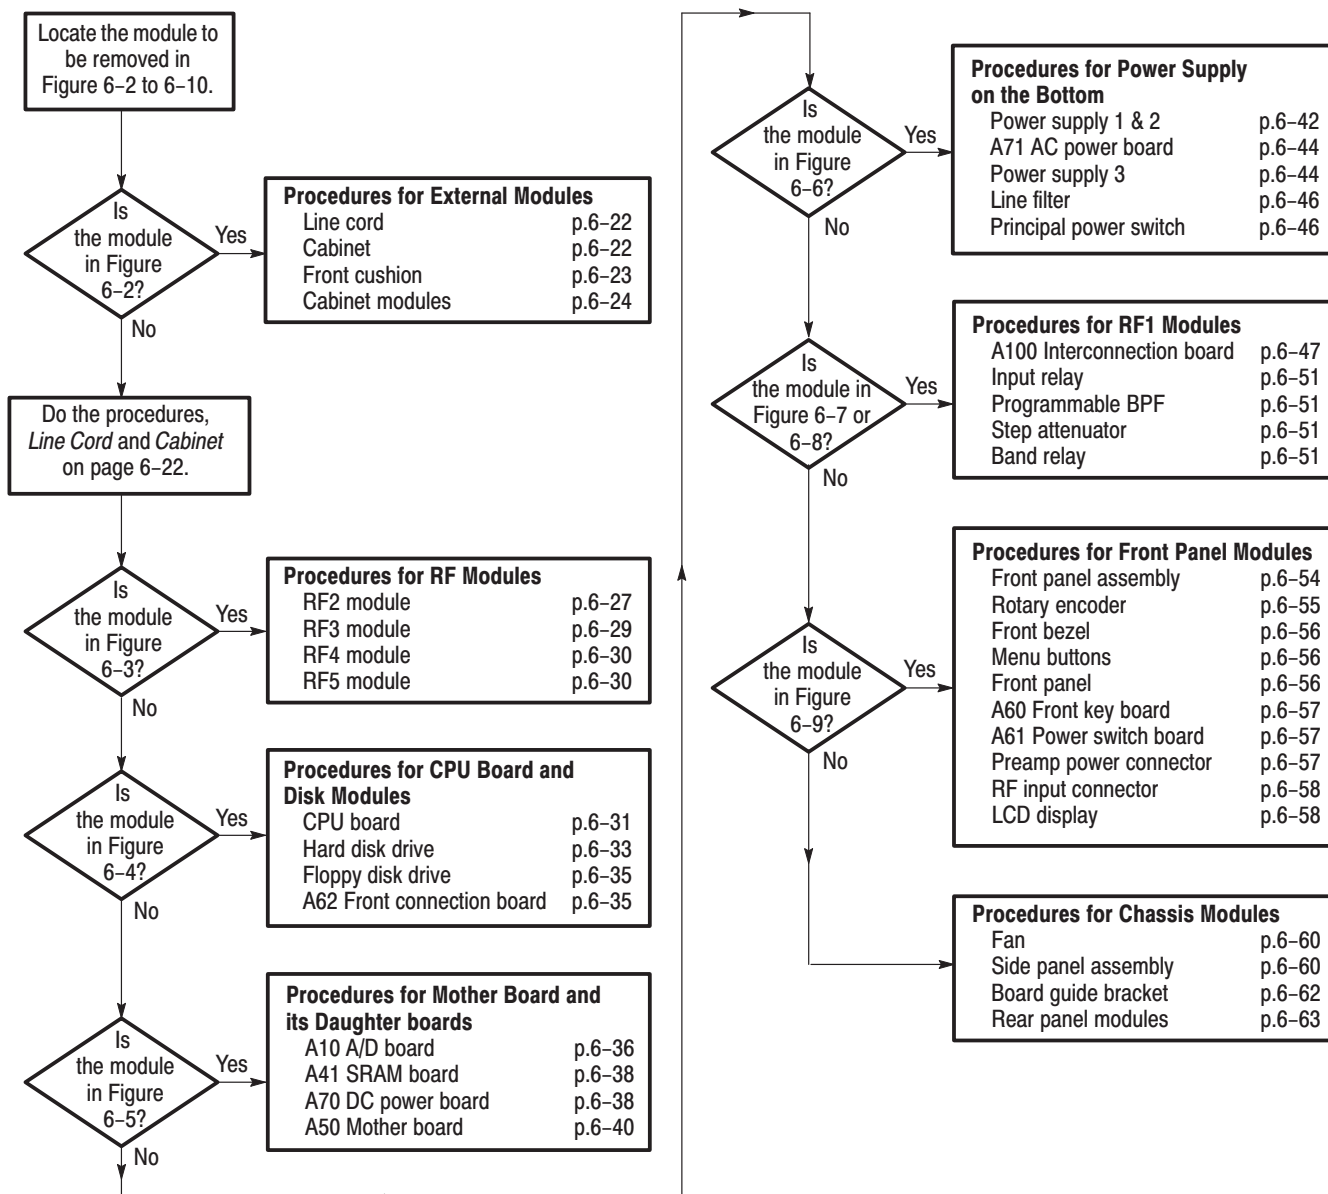 Locate the module to
be removed in
Figure 6–2 to 6–10.
Is
the module
in Figure
6–2?
Yes
No
Procedures for External Modules
Line cord p.6–22
Cabinet p.6–22
Front cushion p.6–23
Cabinet modules p.6–24
Do the procedures,
Line Cord and Cabinet
on page 6–22.
Is
the module
in Figure
6–3?
Yes
No
Procedures for RF Modules
RF2 module p.6–27
RF3 module p.6–29
RF4 module p.6–30
RF5 module p.6–30
Is
the module
in Figure
6–4?
Yes
No
Procedures for CPU Board and
Disk Modules
CPU board p.6–31
Hard disk drive p.6–33
Floppy disk drive p.6–35
A62 Front connection board p.6–35
Is
the module
in Figure
6–5?
Yes
No
Procedures for Mother Board and
its Daughter boards
A10 A/D board p.6–36
A41 SRAM board p.6–38
A70 DC power board p.6–38
A50 Mother board p.6–40
Is
the module
in Figure
6–6?
Yes
No
Procedures for Power Supply
on the Bottom
Power supply 1 & 2 p.6–42
A71 AC power board p.6–44
Power supply 3 p.6–44
Line filter p.6–46
Principal power switch p.6–46
Is
the module in
Figure 6–7 or
6–8?
Yes
No
Procedures for RF1 Modules
A100 Interconnection board p.6–47
Input relay p.6–51
Programmable BPF p.6–51
Step attenuator p.6–51
Band relay p.6–51
Is
the module
in Figure
6–9?
Yes
No
Procedures for Front Panel Modules
Front panel assembly p.6–54
Rotary encoder p.6–55
Front bezel p.6–56
Menu buttons p.6–56
Front panel p.6–56
A60 Front key board p.6–57
A61 Power switch board p.6–57
Preamp power connector p.6–57
RF input connector p.6–58
LCD display p.6–58
Procedures for Chassis Modules
Fan p.6–60
Side panel assembly p.6–60
Board guide bracket p.6–62
Rear panel modules p.6–63